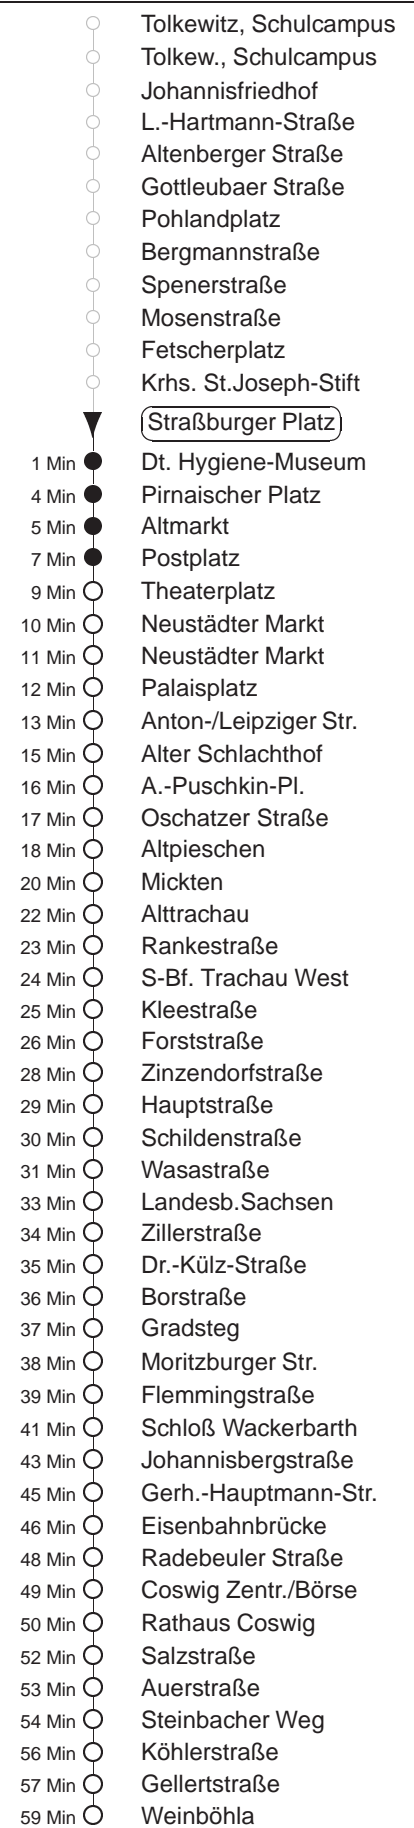 Tolkewitz, Schulcampus
Tolkew., Schulcampus
Johannisfriedhof
L.-Hartmann-Straße
Altenberger Straße
Gottleubaer Straße
Pohlandplatz
Bergmannstraße
Spenerstraße
Mosenstraße
Fetscherplatz
Krhs. St.Joseph-Stift
Straßburger Platz
1 Min Dt. Hygiene-Museum
4 Min Pirnaischer Platz
5 Min Altmarkt
7 Min Postplatz
9 Min Theaterplatz
10 Min Neustädter Markt
11 Min Neustädter Markt
12 Min Palaisplatz
13 Min Anton-/Leipziger Str.
15 Min Alter Schlachthof
16 Min A.-Puschkin-Pl.
17 Min Oschatzer Straße
18 Min Altpieschen
20 Min Mickten
22 Min Alttrachau
23 Min Rankestraße
24 Min S-Bf. Trachau West
25 Min Kleestraße
26 Min Forststraße
28 Min Zinzendorfstraße
29 Min Hauptstraße
30 Min Schildenstraße
31 Min Wasastraße
33 Min Landesb.Sachsen
34 Min Zillerstraße
35 Min Dr.-Külz-Straße
36 Min Borstraße
37 Min Gradsteg
38 Min Moritzburger Str.
39 Min Flemmingstraße
41 Min Schloß Wackerbarth
43 Min Johannisbergstraße
45 Min Gerh.-Hauptmann-Str.
46 Min Eisenbahnbrücke
48 Min Radebeuler Straße
49 Min Coswig Zentr./Börse
50 Min Rathaus Coswig
52 Min Salzstraße
53 Min Auerstraße
54 Min Steinbacher Weg
56 Min Köhlerstraße
57 Min Gellertstraße
59 Min Weinböhla